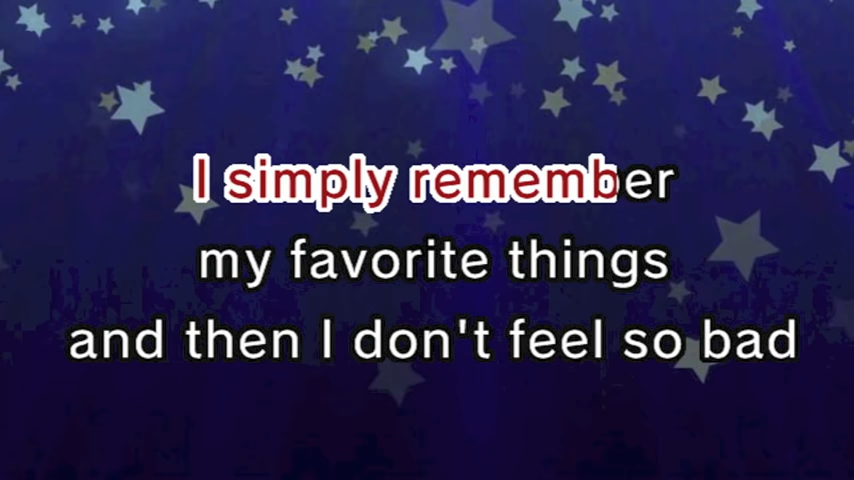 I simply remember
my favorite things
and then I don't feel so bad